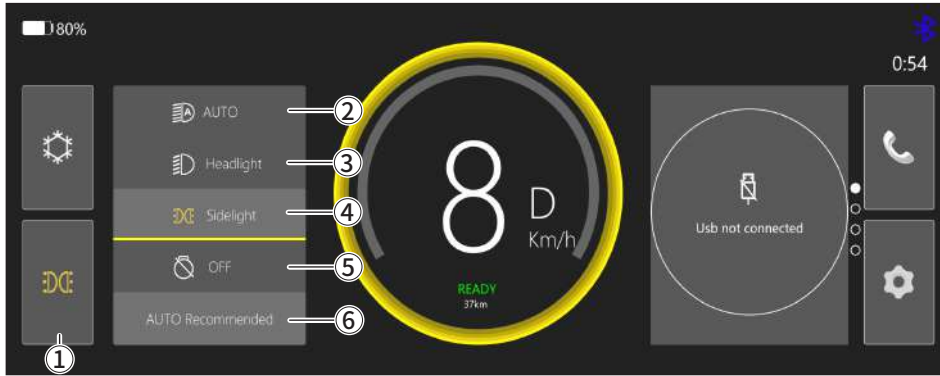 80%
0:54
AUTO
②
Headlight
③
Sidelight
④
OFF
⑤
AUTO Recommended
⑥
①
8
D
Km/h
READY
37km
Usb not connected